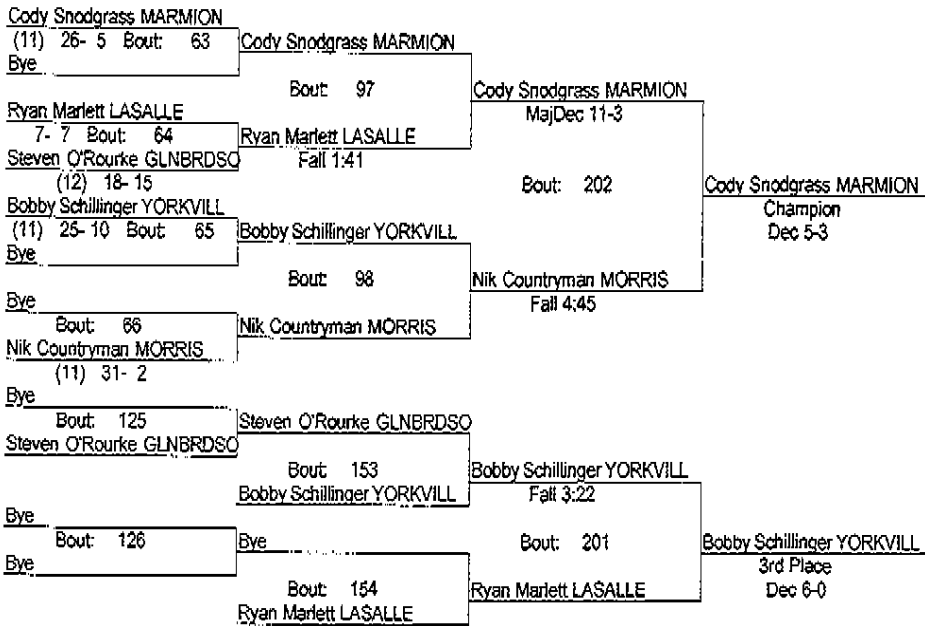 Cody Snodgrass MARMION
(11) 26- 5 Bout: 63
Bye
Cody Snodgrass MARMION
Bout: 97
Ryan Marlett LASALLE
7- 7 Bout: 64
Steven O'Rourke GLNBRDSO
(12) 18- 15
Ryan Marlett LASALLE
Fall 1:41
Cody Snodgrass MARMION
MajDec 11-3
Bout: 202
Bobby Schillinger YORKVILL
(11) 25- 10 Bout: 65
Bye
Bobby Schillinger YORKVILL
Bout: 98
Bye
Bout: 66
Nik Countryman MORRIS
(11) 31- 2
Nik Countryman MORRIS
Nik Countryman MORRIS
Fall 4:45
Cody Snodgrass MARMION
Champion
Dec 5-3
Bye
Bout: 125
Steven O'Rourke GLNBRDSO
Steven O'Rourke GLNBRDSO
Bout: 153
Bobby Schillinger YORKVILL
Bobby Schillinger YORKVILL
Fall 3:22
Bout: 201
Bye
Bout: 126
Bye
Bye
Bout: 154
Ryan Marlett LASALLE
Ryan Marlett LASALLE
Bobby Schillinger YORKVILL
3rd Place
Dec 6-0